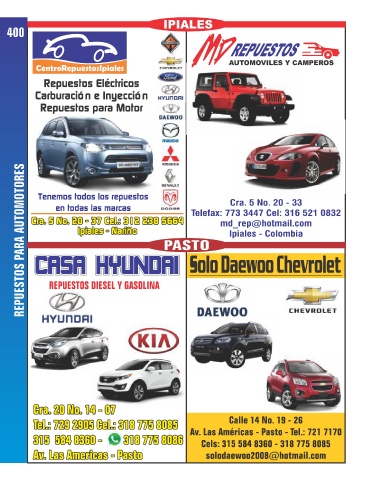 400
REPUESTOS PARA AUTOMOTORES
IPIALES
CentroRepuestosIpiales
Repuestos Eléctricos
Carburación e Inyección
Repuestos para Motor
CHEVROLET
Ford
HYUNDAI
DAEWOO
mazda
MITSUBISHI
RENAULT
DODGE
Tenemos todos los repuestos
en todas las marcas
Cra. 5 No. 20 - 37 Cel.: 312 238 5664
Ipiales - Nariño
MD REPUESTOS
AUTOMOVILES Y CAMPEROS
Cra. 5 No. 20 - 33
Telefax: 773 3447 Cel: 316 521 0832
md_rep@hotmail.com
Ipiales - Colombia
PASTO
CASA HYUNDAI
REPUESTOS DIESEL Y GASOLINA
HYUNDAI
KIA
Cra. 20 No. 14 - 07
Tel.: 729 2905 Cel.: 318 775 8085
315 584 8360 - 318 775 8086
Av. Las Americas - Pasto
Solo Daewoo Chevrolet
DAEWOO
CHEVROLET
Calle 14 No. 19 - 26
Av. Las Américas - Pasto - Tel.: 721 7170
Cels: 315 584 8360 - 318 775 8085
solodaewoo2008@hotmail.com